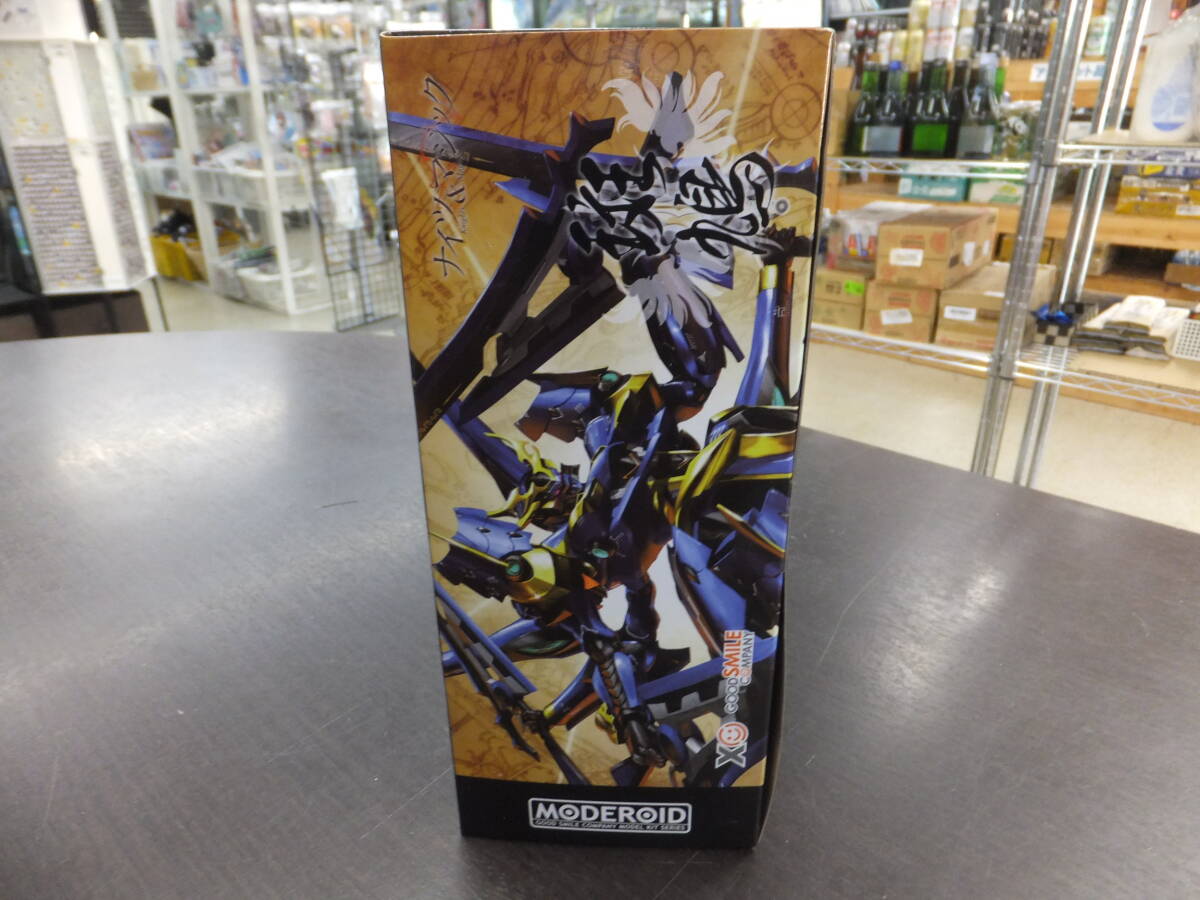 ナイツ&マジック
斑鳩
GOOD SMILE
COMPANY
MODEROID
GOOD SMILE COMPANY MODEL KIT SERIES